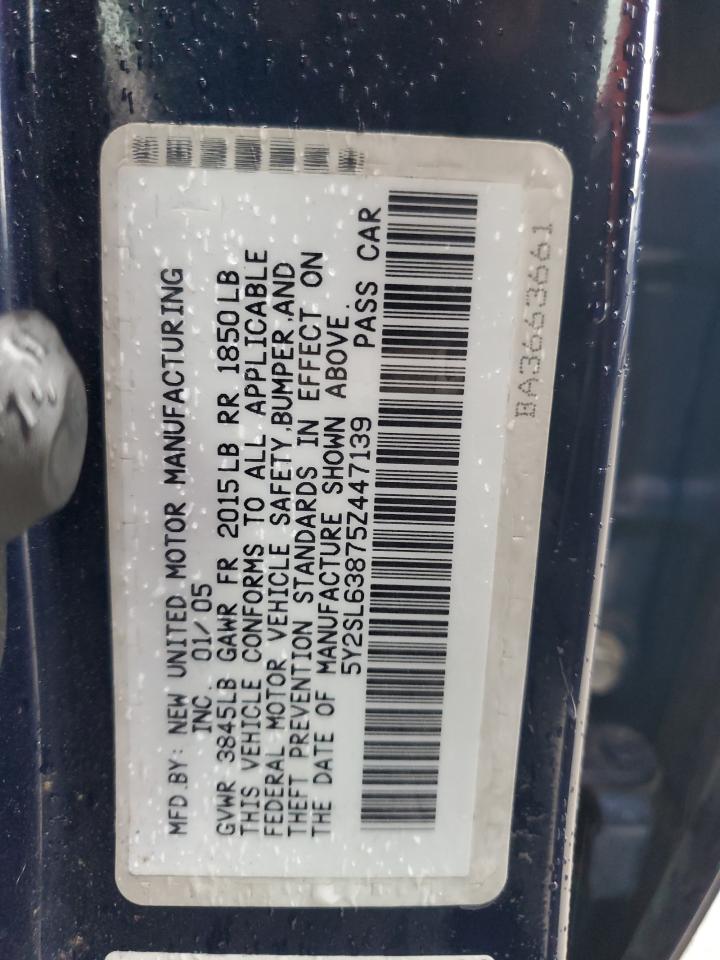 MFD.BY: NEW UNITED MOTOR MANUFACTURING
INC. 01/05
GVWR 3845LB GAWR FR 2015LB RR 1850LB
THIS VEHICLE CONFORMS TO ALL APPLICABLE
FEDERAL MOTOR VEHICLE SAFETY,BUMPER,AND
THEFT PREVENTION STANDARDS IN EFFECT ON
THE DATE OF MANUFACTURE SHOWN ABOVE.
5Y2SL63875Z447139 PASS CAR
BA3663661